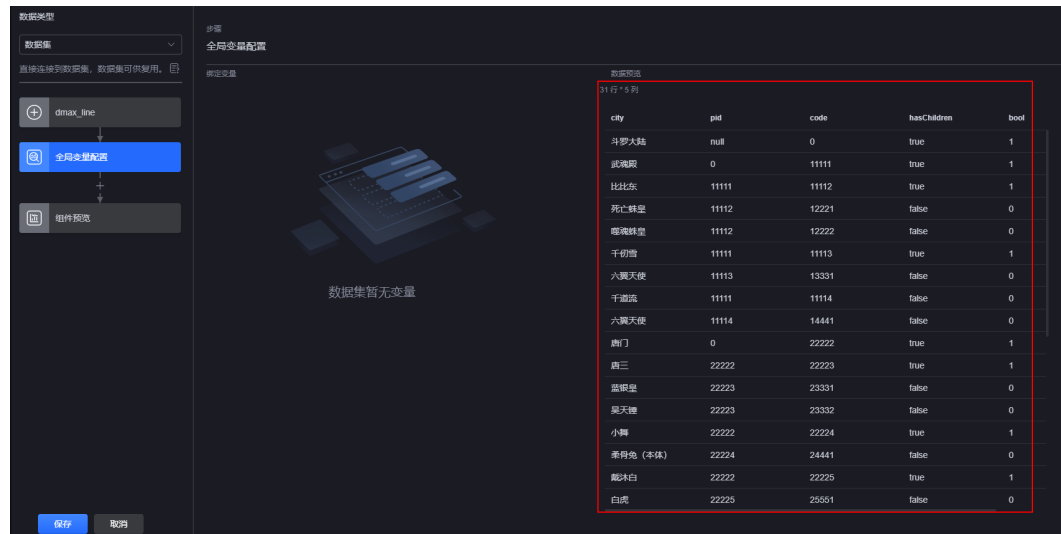 数据类型
数据集
直接连接到数据集，数据集可供复用。
dmax_line
全局变量配置
组件预览
保存 取消
步骤
全局变量配置
绑定变量
数据集暂无变量
数据预览
31 行 * 5 列
city pid code hasChildren bool
斗罗大陆 null 0 true 1
武魂殿 0 11111 true 1
比比东 11111 11112 true 1
死亡蛛皇 11112 12221 false 0
噬魂蛛皇 11112 12222 false 0
千仞雪 11111 11113 true 1
六翼天使 11113 13331 false 0
千道流 11111 11114 false 0
六翼天使 11114 14441 false 0
唐门 0 22222 true 1
唐三 22222 22223 true 1
蓝银皇 22223 23331 false 0
昊天锤 22223 23332 false 0
小舞 22222 22224 true 1
柔骨兔（本体） 22224 24441 false 0
戴沐白 22222 22225 true 1
白虎 22225 25551 false 0